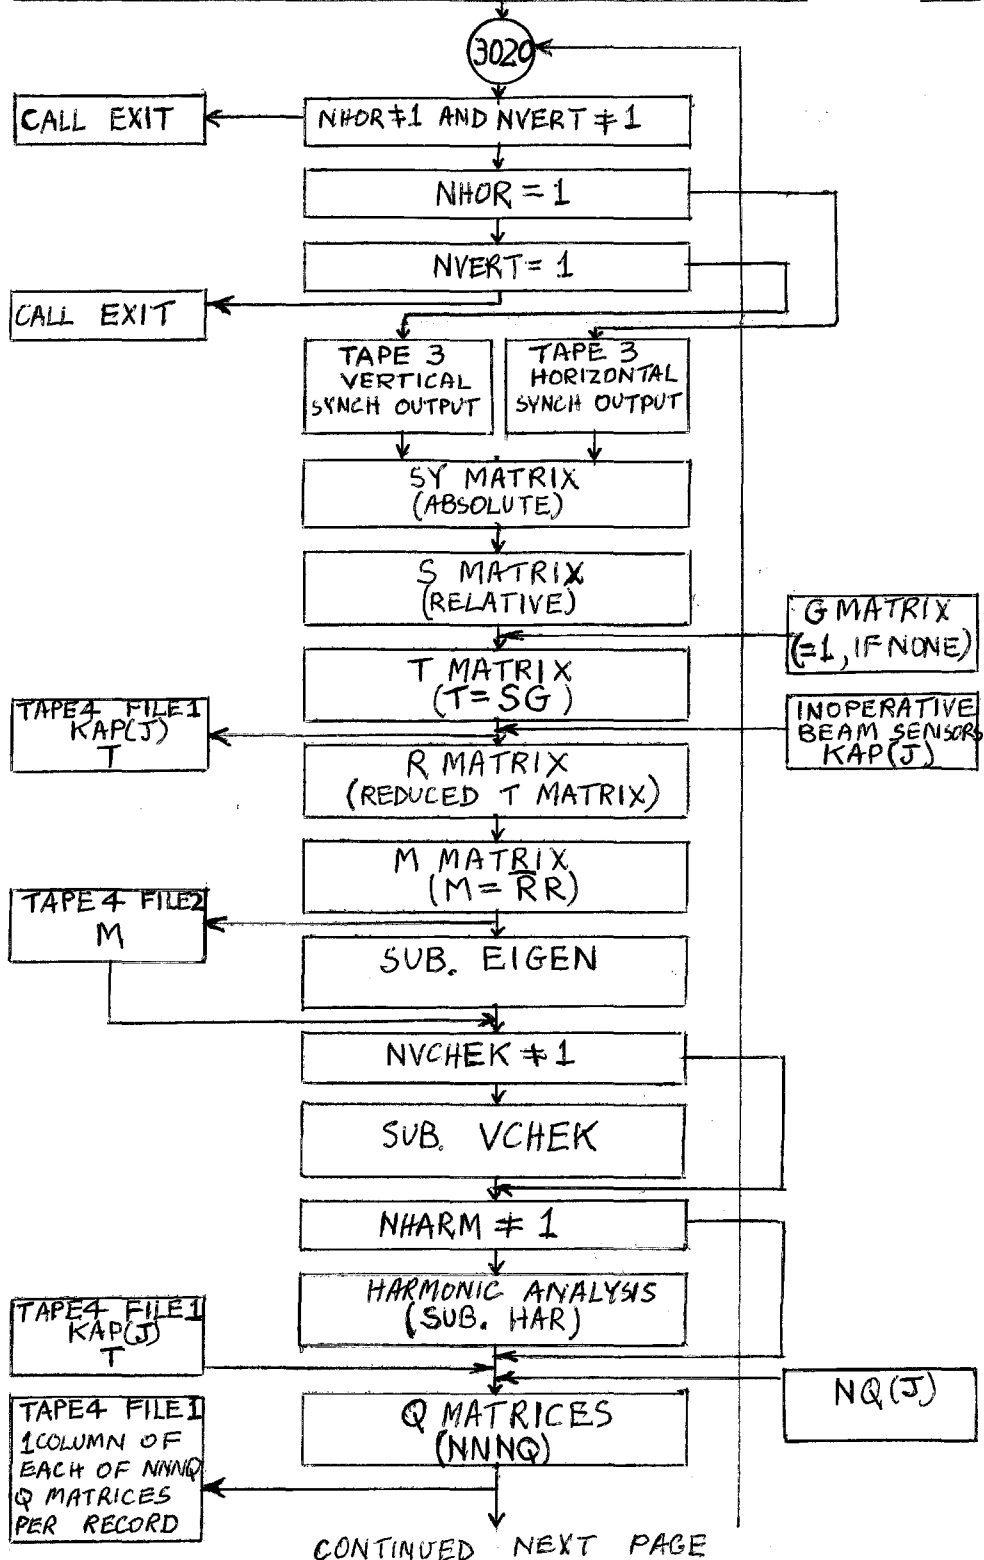 3020
CALL EXIT
NHOR ≠ 1 AND NVERT ≠ 1
NHOR = 1
NVERT = 1
CALL EXIT
TAPE 3
VERTICAL
SYNCH OUTPUT
TAPE 3
HORIZONTAL
SYNCH OUTPUT
SY MATRIX
(ABSOLUTE)
S MATRIX
(RELATIVE)
G MATRIX
(=1, IF NONE)
T MATRIX
(T=SG)
TAPE4 FILE1
KAP(J)
T
INOPERATIVE
BEAM SENSORS
KAP(J)
R MATRIX
(REDUCED T MATRIX)
M MATRIX
(M = R̅R)
TAPE 4 FILE2
M
SUB. EIGEN
NVCHEK ≠ 1
SUB. VCHEK
NHARM ≠ 1
HARMONIC ANALYSIS
(SUB. HAR)
TAPE4 FILE1
KAP(J)
T
NQ(J)
Q MATRICES
(NNNQ)
TAPE4 FILE1
1 COLUMN OF
EACH OF NNNQ
Q MATRICES
PER RECORD
CONTINUED NEXT PAGE